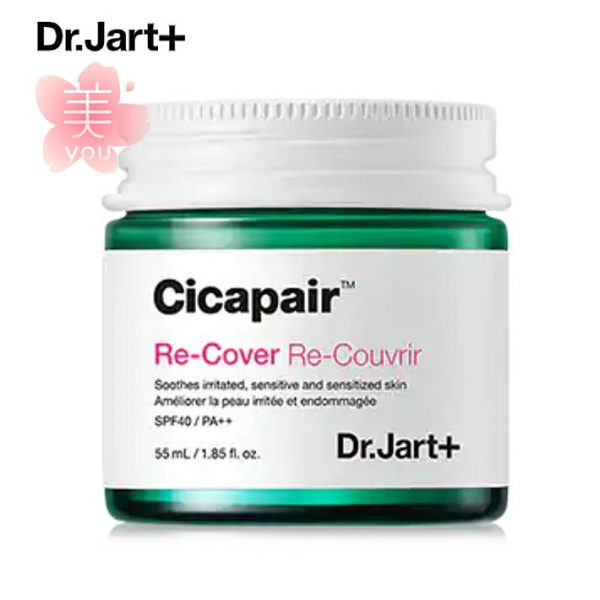 Dr.Jart+
美
you
Cicapair™
Re-Cover Re-Couvrir
Soothes irritated, sensitive and sensitized skin
Améliorer la peau irritée et endommagée
SPF40 / PA++
55 mL / 1.85 fl. oz.
Dr.Jart+